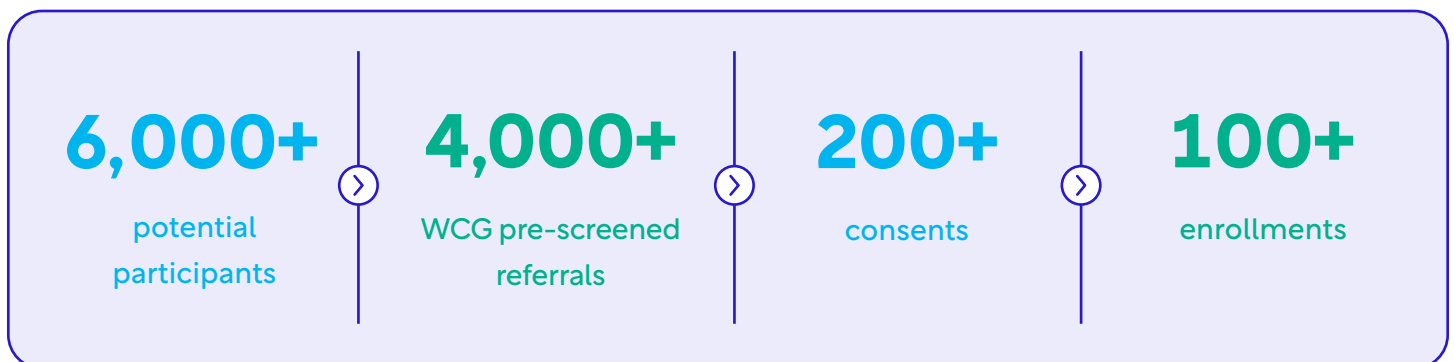 6,000+
potential
participants
4,000+
WCG pre-screened
referrals
200+
consents
100+
enrollments